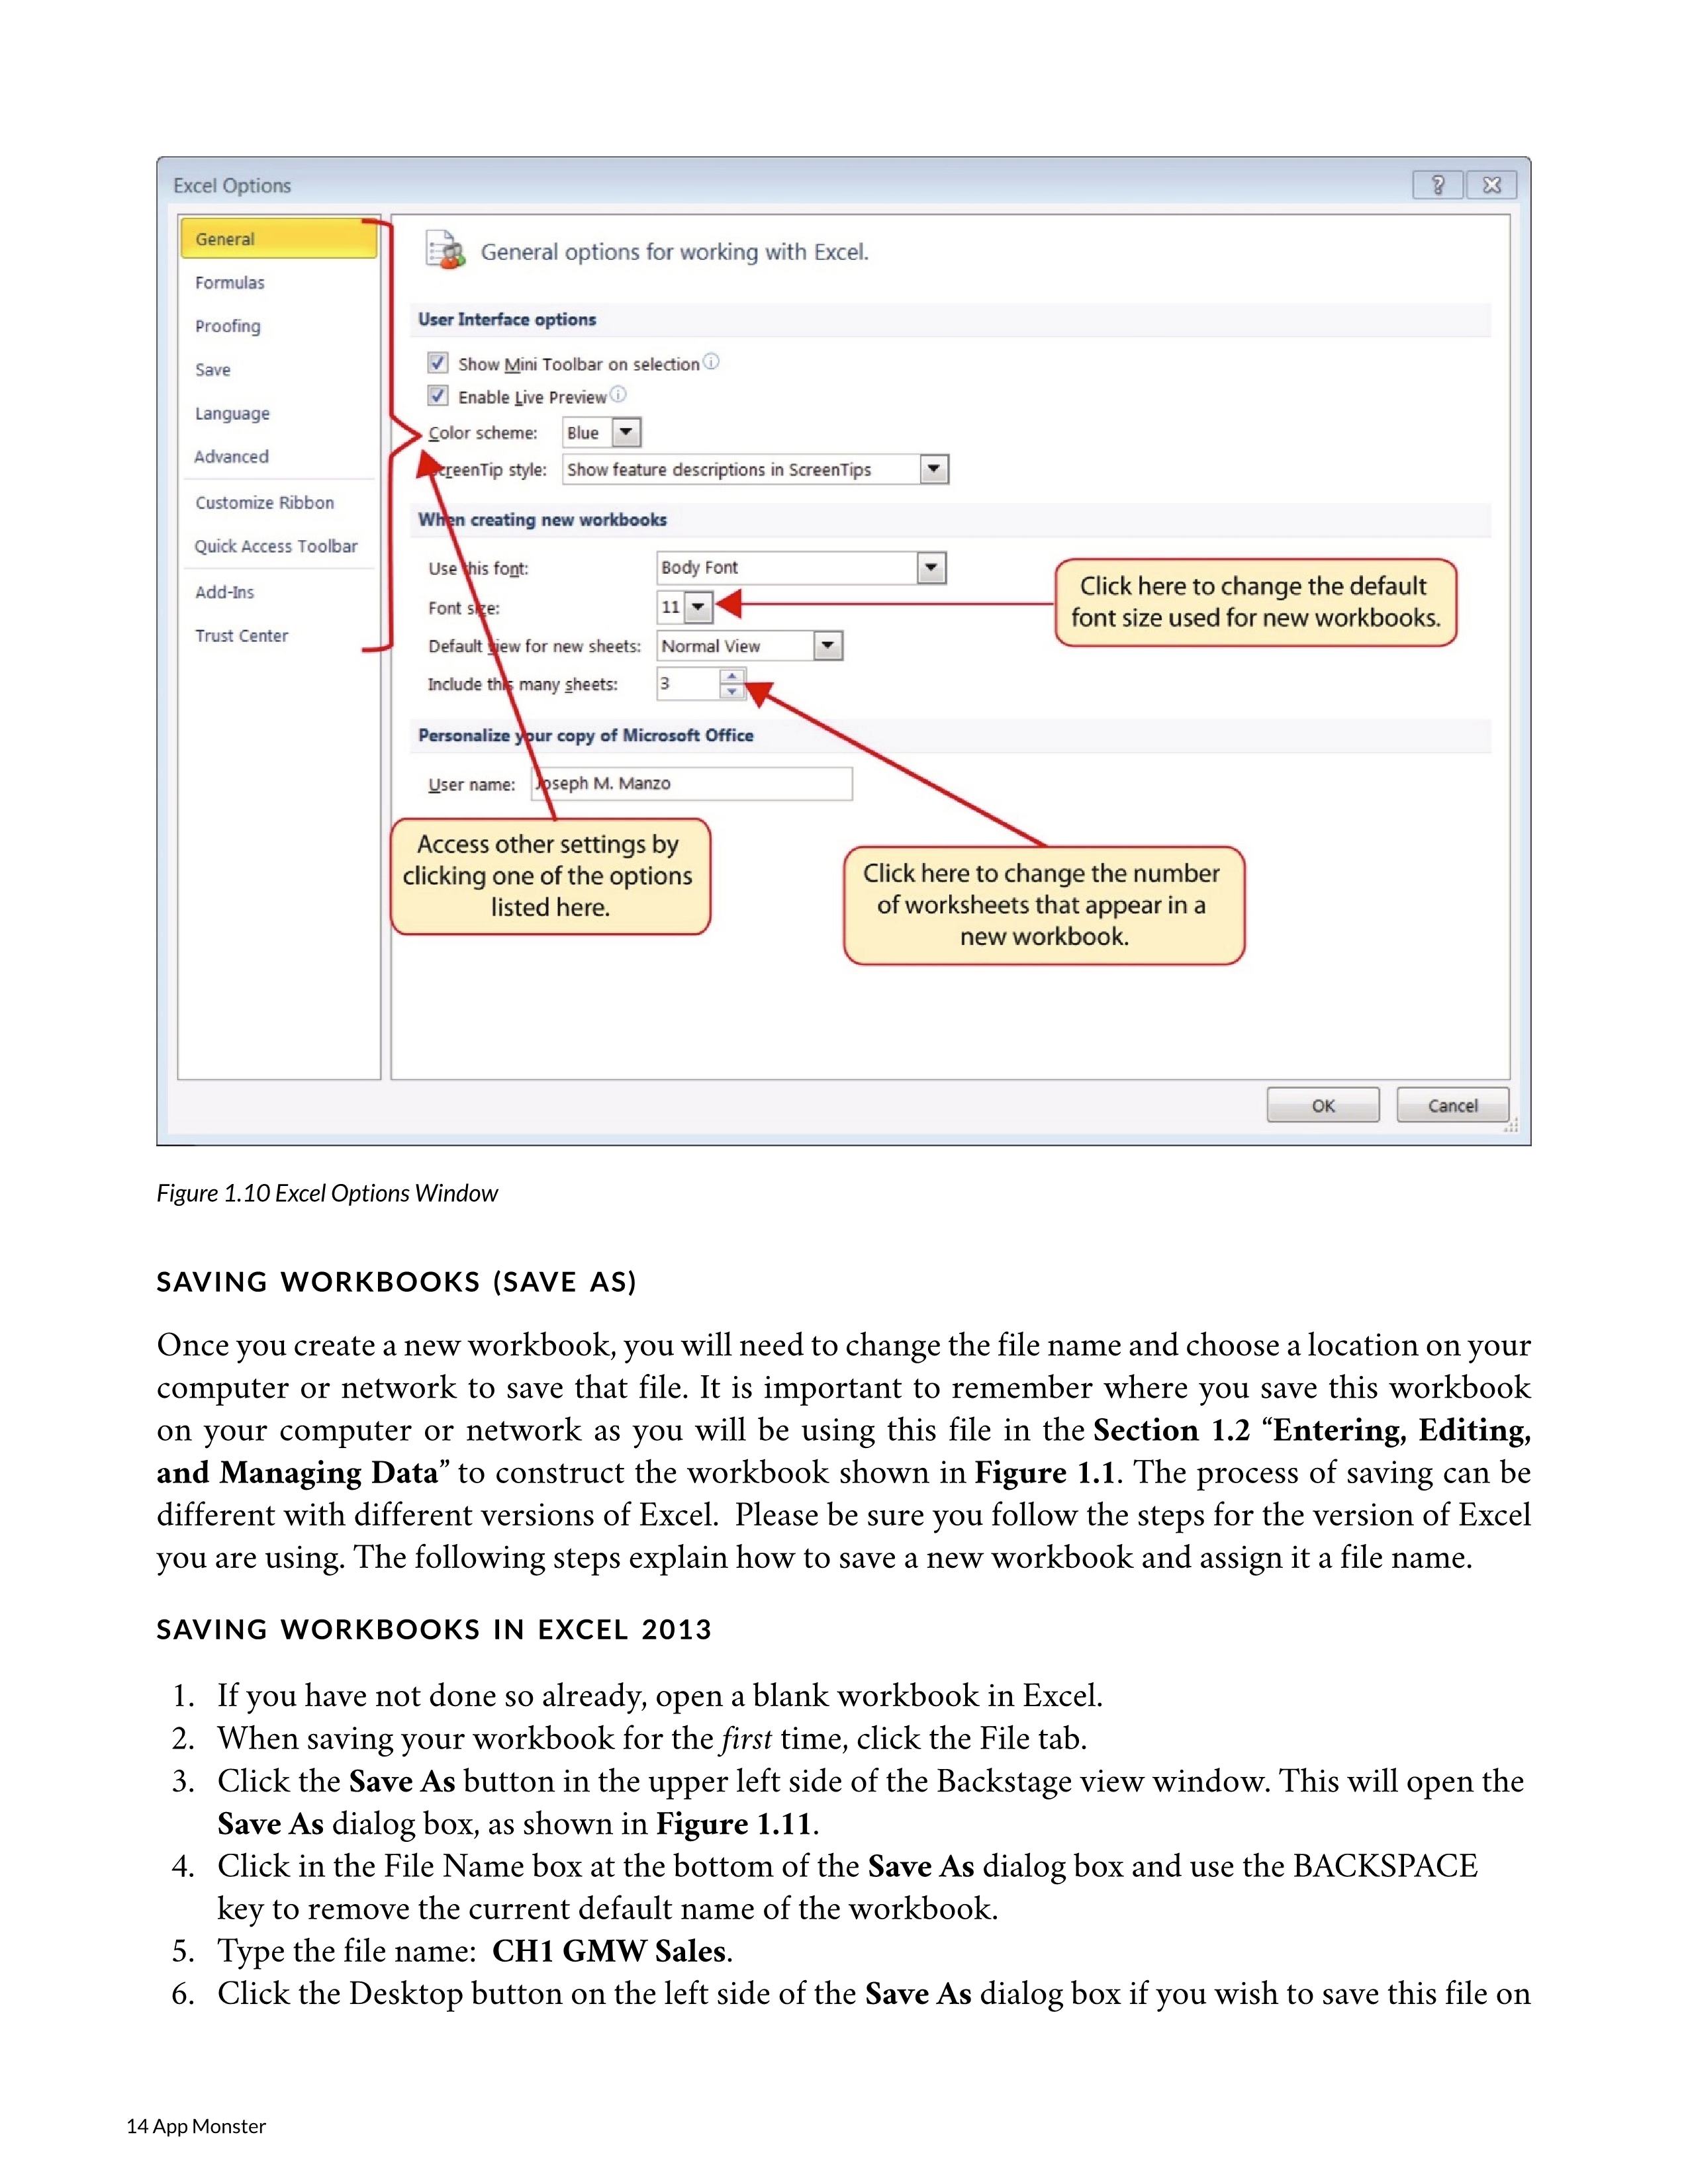 Excel Options
General
Formulas
Proofing
Save
Language
Advanced
Customize Ribbon
Quick Access Toolbar
Add-Ins
Trust Center
General options for working with Excel.
User Interface options
Show Mini Toolbar on selection
Enable Live Preview
Color scheme: Blue
ScreenTip style: Show feature descriptions in ScreenTips
When creating new workbooks
Use this font: Body Font
Font size: 11
Default view for new sheets: Normal View
Include this many sheets: 3
Personalize your copy of Microsoft Office
User name: Joseph M. Manzo
Click here to change the default
font size used for new workbooks.
Access other settings by
clicking one of the options
listed here.
Click here to change the number
of worksheets that appear in a
new workbook.
OK Cancel
Figure 1.10 Excel Options Window
SAVING WORKBOOKS (SAVE AS)
Once you create a new workbook, you will need to change the file name and choose a location on your
computer or network to save that file. It is important to remember where you save this workbook
on your computer or network as you will be using this file in the Section 1.2 “Entering, Editing,
and Managing Data” to construct the workbook shown in Figure 1.1. The process of saving can be
different with different versions of Excel.  Please be sure you follow the steps for the version of Excel
you are using. The following steps explain how to save a new workbook and assign it a file name.
SAVING WORKBOOKS IN EXCEL 2013
1. If you have not done so already, open a blank workbook in Excel.
2. When saving your workbook for the first time, click the File tab.
3. Click the Save As button in the upper left side of the Backstage view window. This will open the
Save As dialog box, as shown in Figure 1.11.
4. Click in the File Name box at the bottom of the Save As dialog box and use the BACKSPACE
key to remove the current default name of the workbook.
5. Type the file name:  CH1 GMW Sales.
6. Click the Desktop button on the left side of the Save As dialog box if you wish to save this file on
14 App Monster